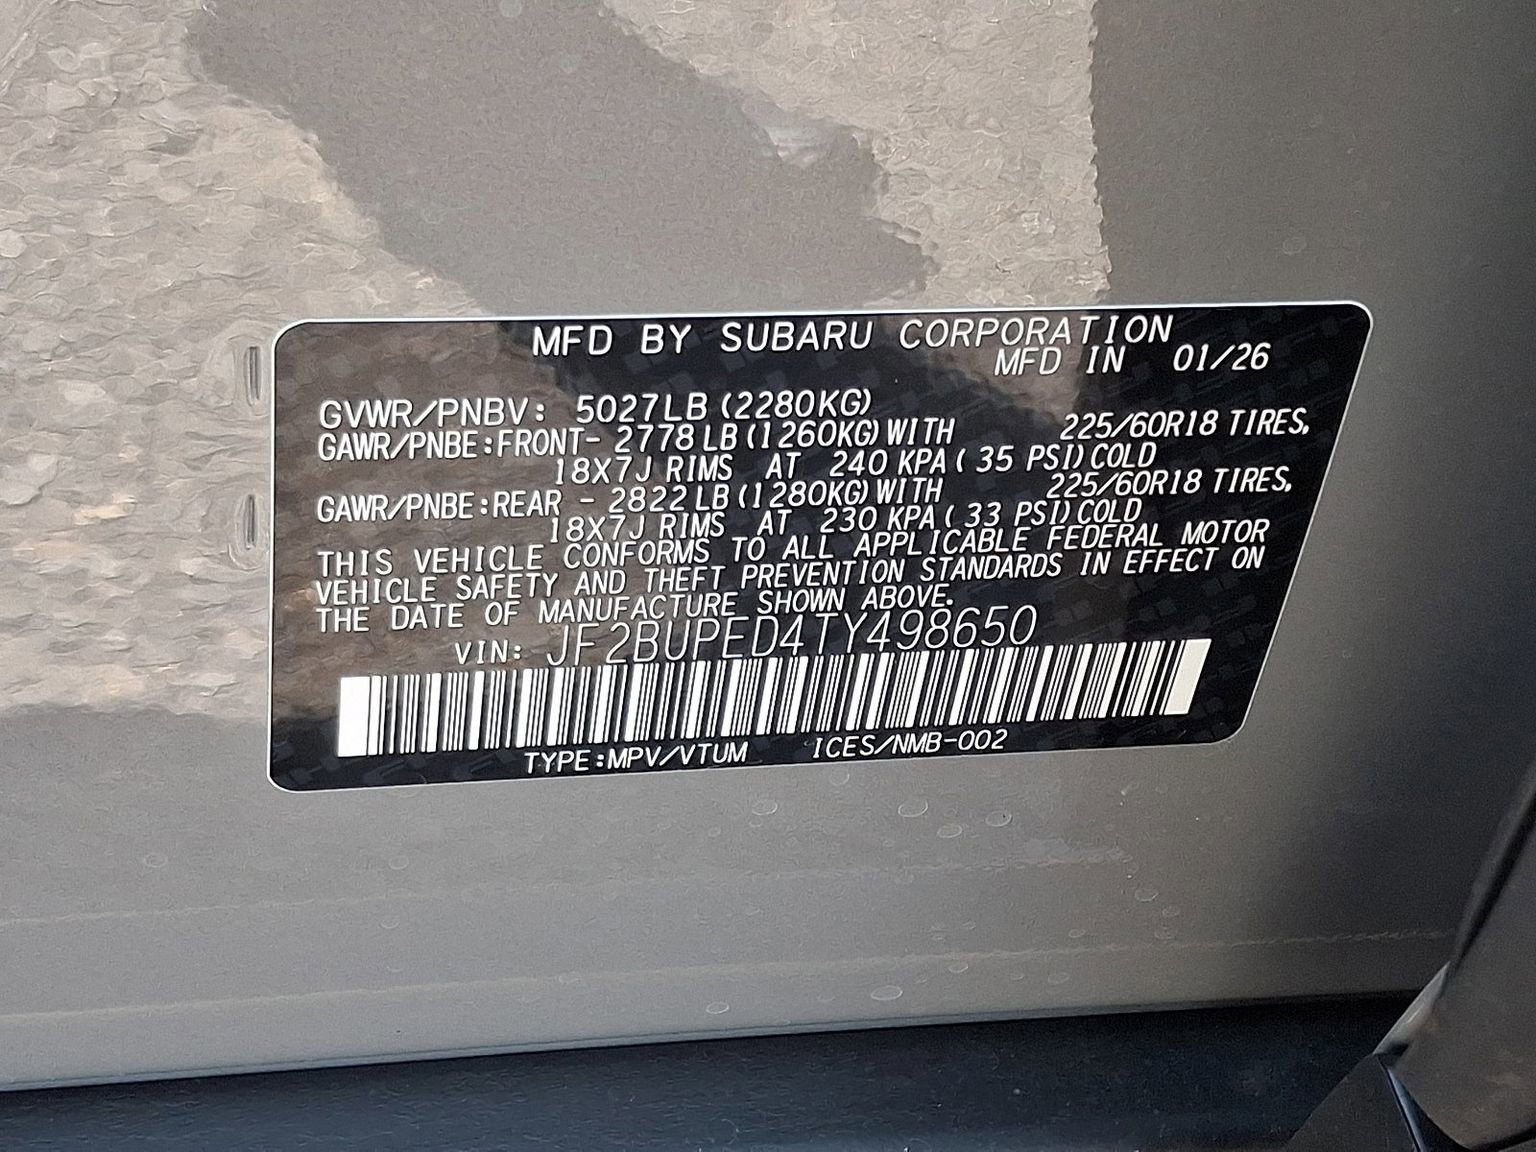 MFD BY SUBARU CORPORATION
MFD IN 01/26
GVWR/PNBV: 5027LB (2280KG)
GAWR/PNBE:FRONT- 2778 LB (1260KG) WITH 225/60R18 TIRES,
18X7J RIMS AT 240 KPA ( 35 PSI) COLD
GAWR/PNBE:REAR - 2822 LB (1280KG) WITH 225/60R18 TIRES,
18X7J RIMS AT 230 KPA ( 33 PSI) COLD
THIS VEHICLE CONFORMS TO ALL APPLICABLE FEDERAL MOTOR
VEHICLE SAFETY AND THEFT PREVENTION STANDARDS IN EFFECT ON
THE DATE OF MANUFACTURE SHOWN ABOVE.
VIN: JF2BUPED4TY498650
TYPE:MPV/VTUM ICES/NMB-002